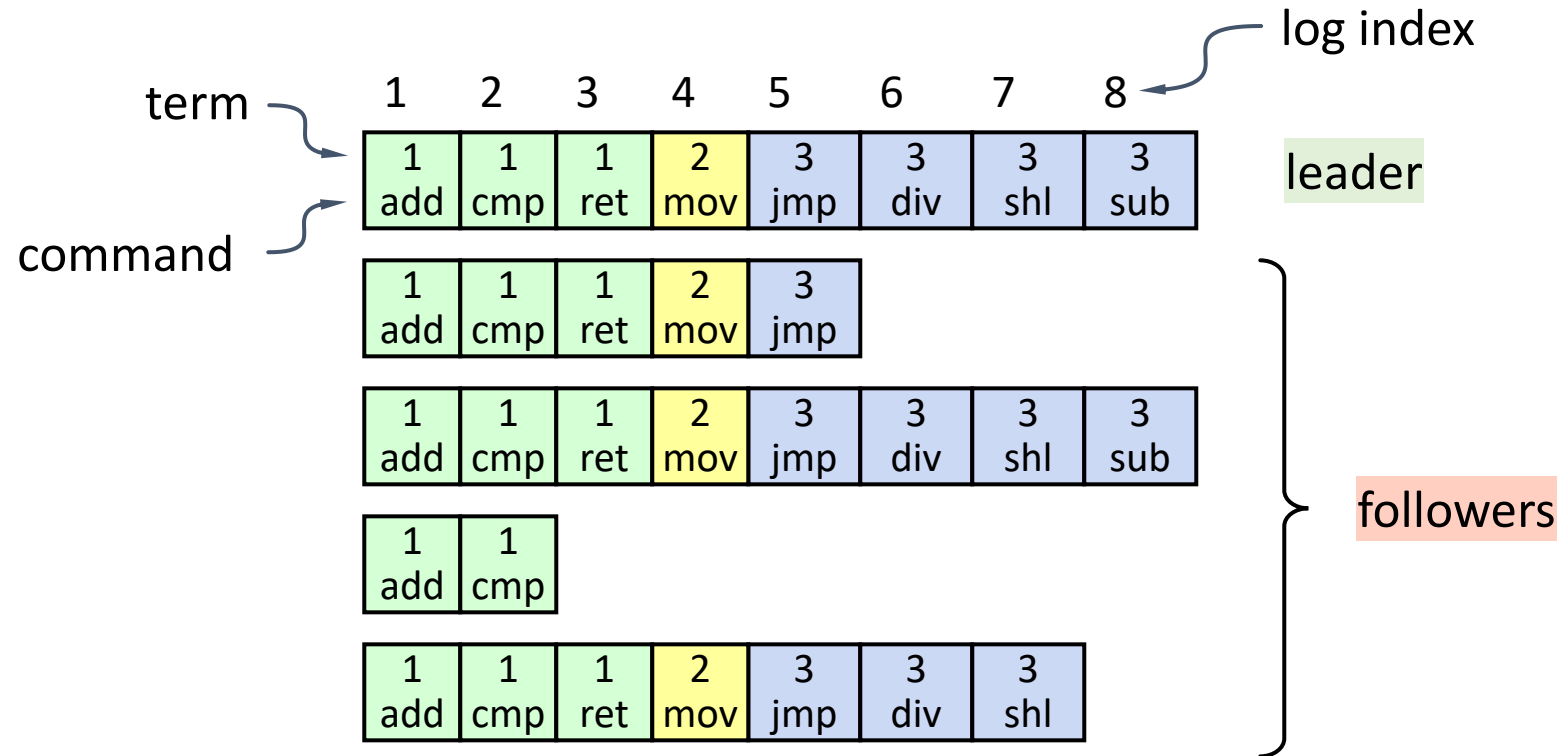 log index
term
1 2 3 4 5 6 7 8
1 1 1 2 3 3 3 3
add cmp ret mov jmp div shl sub
leader
command
1 1 1 2 3
add cmp ret mov jmp
1 1 1 2 3 3 3 3
add cmp ret mov jmp div shl sub
followers
1 1
add cmp
1 1 1 2 3 3 3
add cmp ret mov jmp div shl